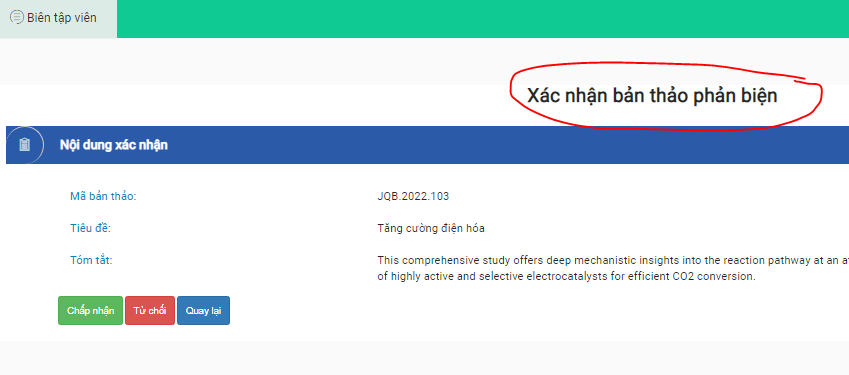 Biên tập viên
Xác nhận bản thảo phản biện
Nội dung xác nhận
Mã bản thảo: JQB.2022.103
Tiêu đề: Tăng cường điện hóa
Tóm tắt: This comprehensive study offers deep mechanistic insights into the reaction pathway at an
of highly active and selective electrocatalysts for efficient CO2 conversion.
Chấp nhận Từ chối Quay lại